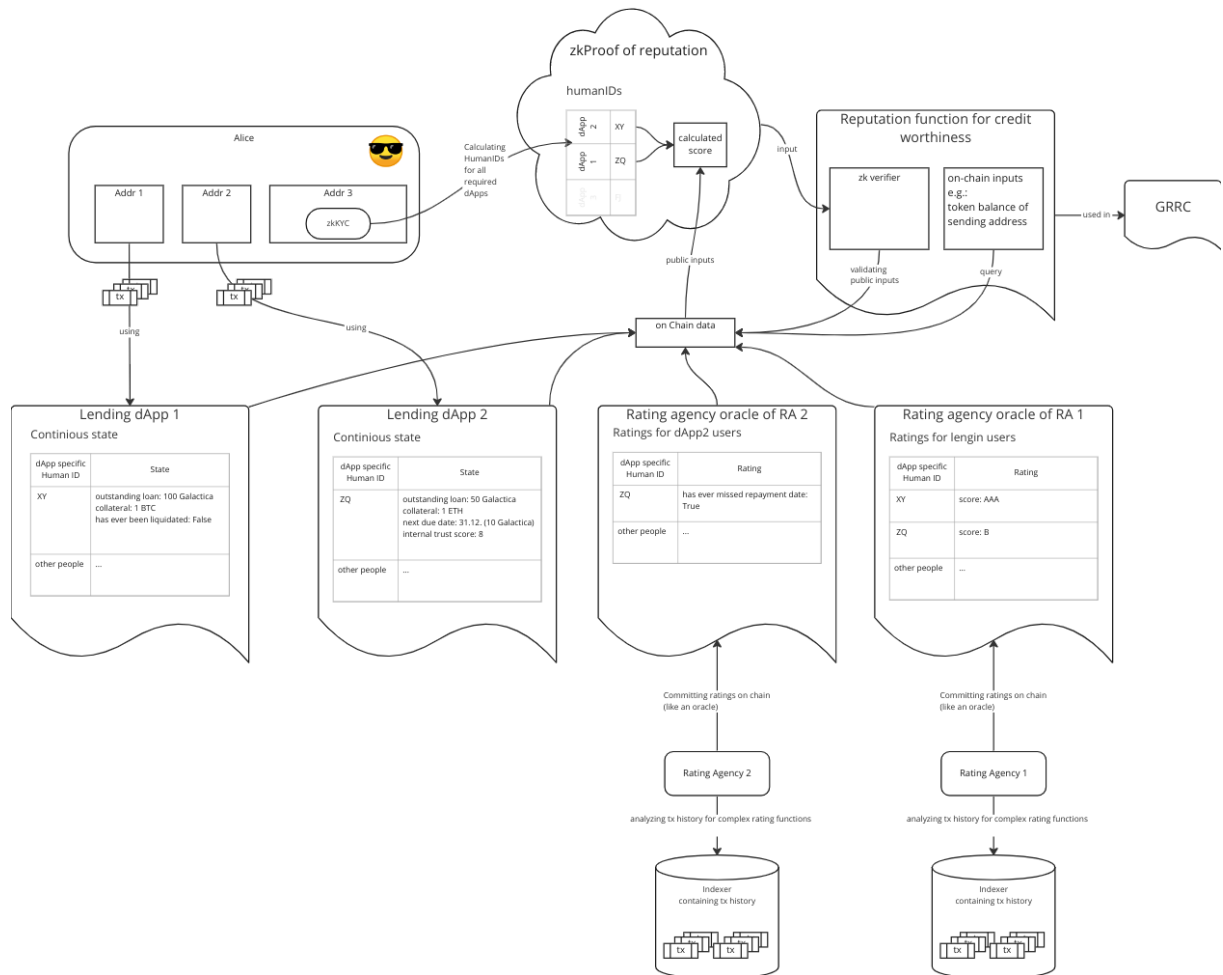 zkProof of reputation
humanIDs
dApp 2
XY
dApp 1
ZQ
calculated
score
Alice
Addr 1
Addr 2
Addr 3
zkKYC
Calculating
HumanIDs
for all
required
dApps
input
Reputation function for credit
worthiness
zk verifier
on-chain inputs
e.g.:
token balance of
sending address
used in
GRRC
public inputs
validating
public inputs
query
tx
tx
using
using
on Chain data
Lending dApp 1
Continious state
dApp specific
Human ID
State
XY
outstanding loan: 100 Galactica
collateral: 1 BTC
has ever been liquidated: False
other people
...
Lending dApp 2
Continious state
dApp specific
Human ID
State
ZQ
outstanding loan: 50 Galactica
collateral: 1 ETH
next due date: 31.12. (10 Galactica)
internal trust score: 8
other people
...
Rating agency oracle of RA 2
Ratings for dApp2 users
dApp specific
Human ID
Rating
ZQ
has ever missed repayment date:
True
other people
...
Rating agency oracle of RA 1
Ratings for lengin users
dApp specific
Human ID
Rating
XY
score: AAA
ZQ
score: B
other people
...
Committing ratings on chain
(like an oracle)
Committing ratings on chain
(like an oracle)
Rating Agency 2
Rating Agency 1
analyzing tx history for complex rating functions
analyzing tx history for complex rating functions
Indexer
containing tx history
tx
tx
Indexer
containing tx history
tx
tx